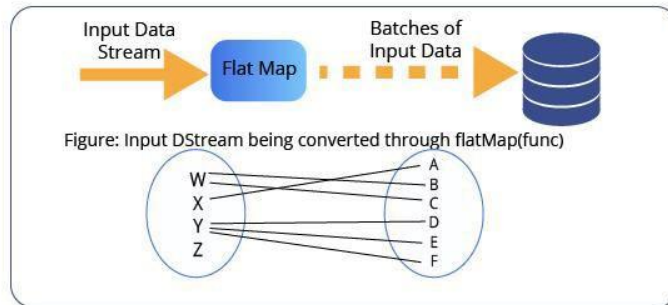 Input Data
Stream
Flat Map
Batches of
Input Data
Figure: Input DStream being converted through flatMap(func)
W
X
Y
Z
A
B
C
D
E
F